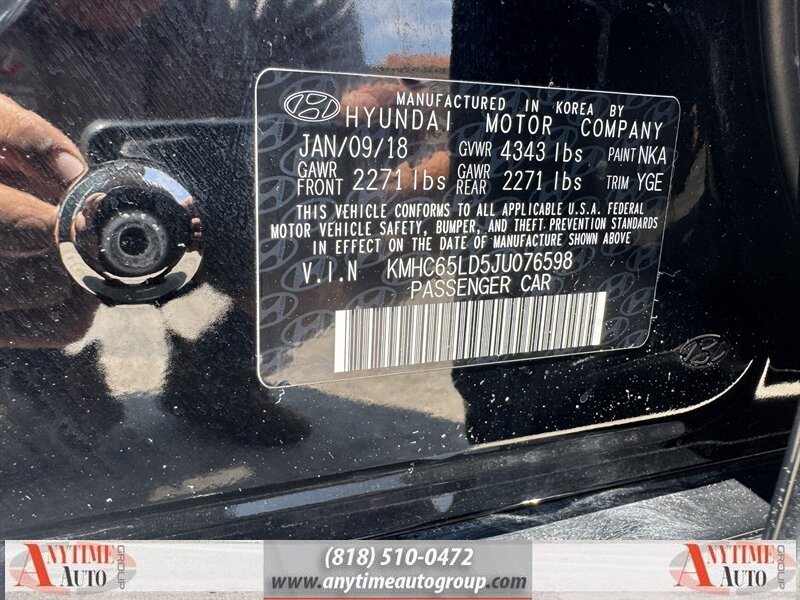 MANUFACTURED IN KOREA BY
HYUNDAI MOTOR COMPANY
JAN/09/18 GVWR 4343 lbs PAINT NKA
GAWR FRONT 2271 lbs GAWR REAR 2271 lbs TRIM YGE
THIS VEHICLE CONFORMS TO ALL APPLICABLE U.S.A. FEDERAL
MOTOR VEHICLE SAFETY, BUMPER, AND THEFT PREVENTION STANDARDS
IN EFFECT ON THE DATE OF MANUFACTURE SHOWN ABOVE
V.I.N KMHC65LD5JU076598
PASSENGER CAR
ANYTIME AUTO GROUP
(818) 510-0472
www.anytimeautogroup.com
ANYTIME AUTO GROUP